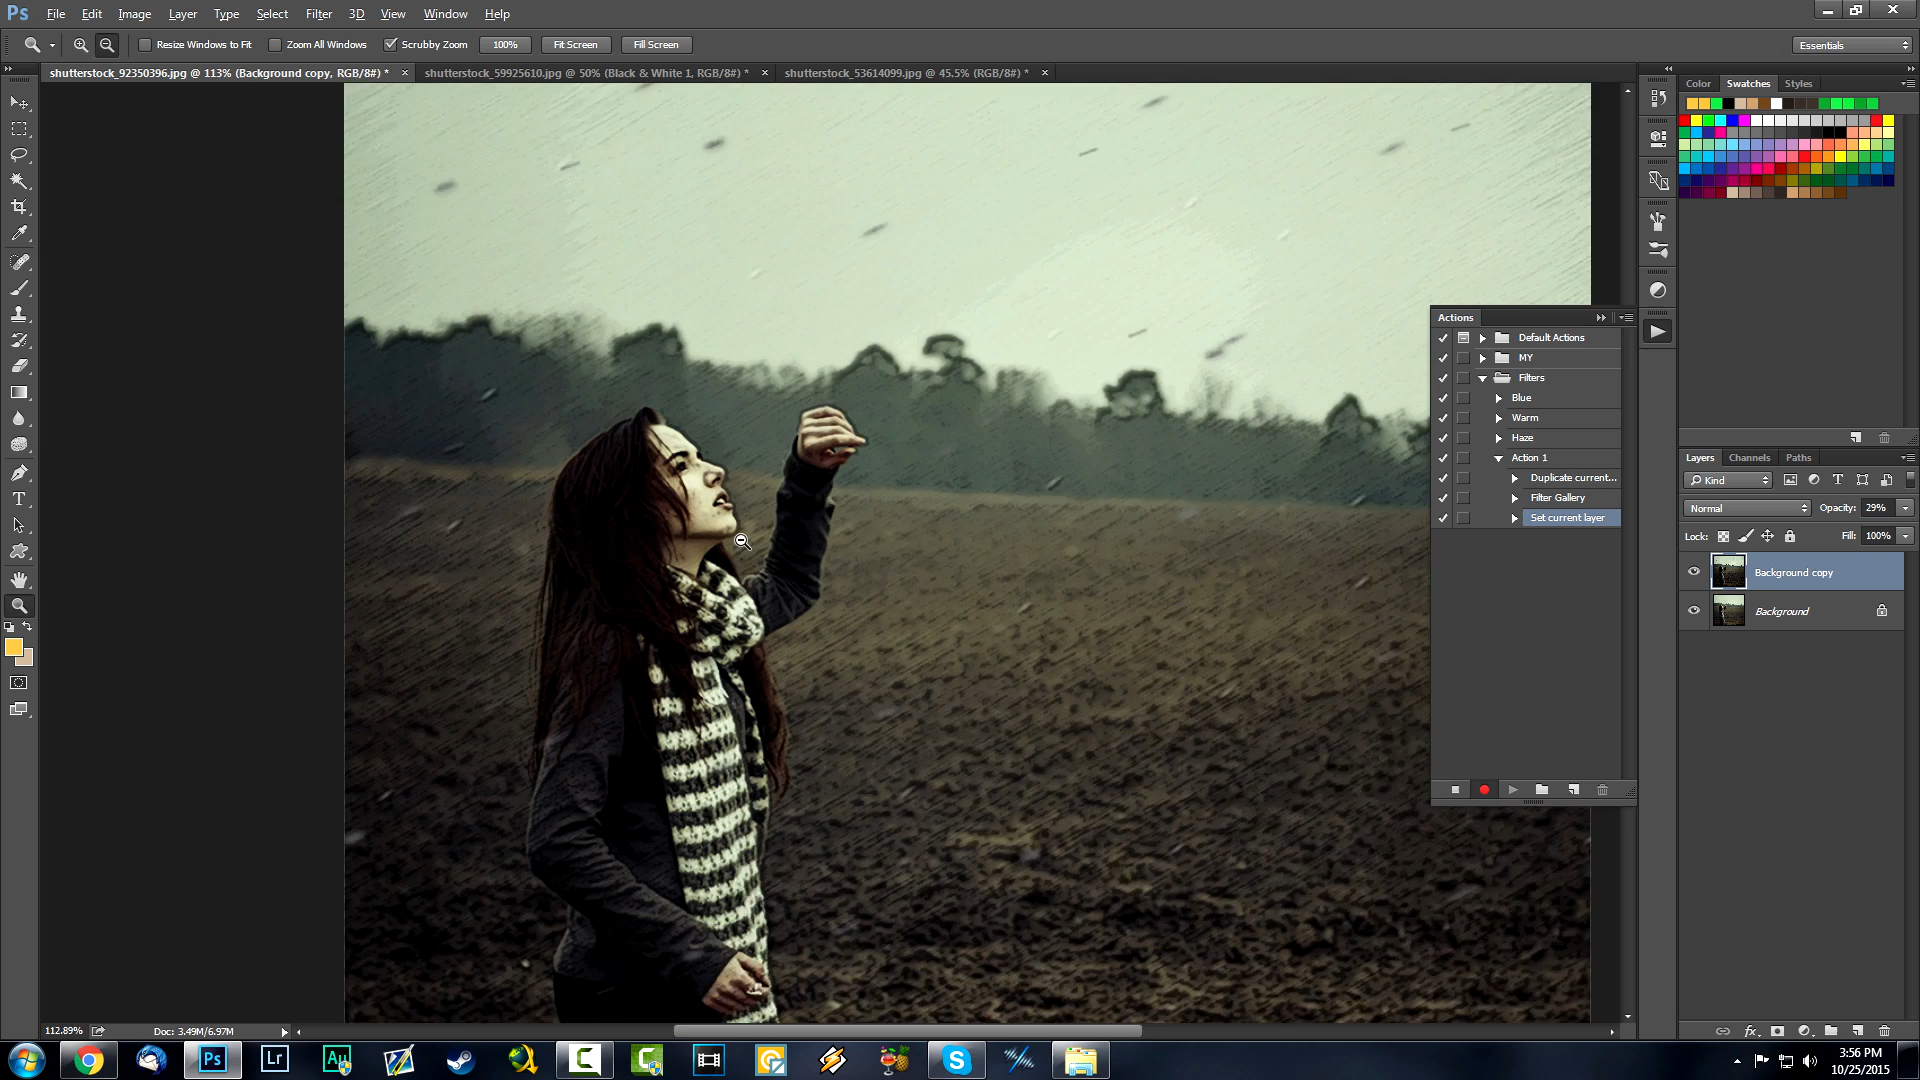 Ps File Edit Image Layer Type Select Filter 3D View Window Help
Resize Windows to Fit Zoom All Windows Scrubby Zoom 100% Fit Screen Fill Screen Essentials
shutterstock_92350396.jpg @ 113% (Background copy, RGB/8#) * × shutterstock_59925610.jpg @ 50% (Black & White 1, RGB/8#) * × shutterstock_53614099.jpg @ 45.5% (RGB/8#) * ×
Color Swatches Styles
Actions
Default Actions
MY
Filters
Blue
Warm
Haze
Action 1
Duplicate current...
Filter Gallery
Set current layer
Layers Channels Paths
Kind
Normal Opacity: 29%
Lock: Fill: 100%
Background copy
Background
112.89% Doc: 3.49M/6.97M
Ps Lr Au
3:56 PM
10/25/2015